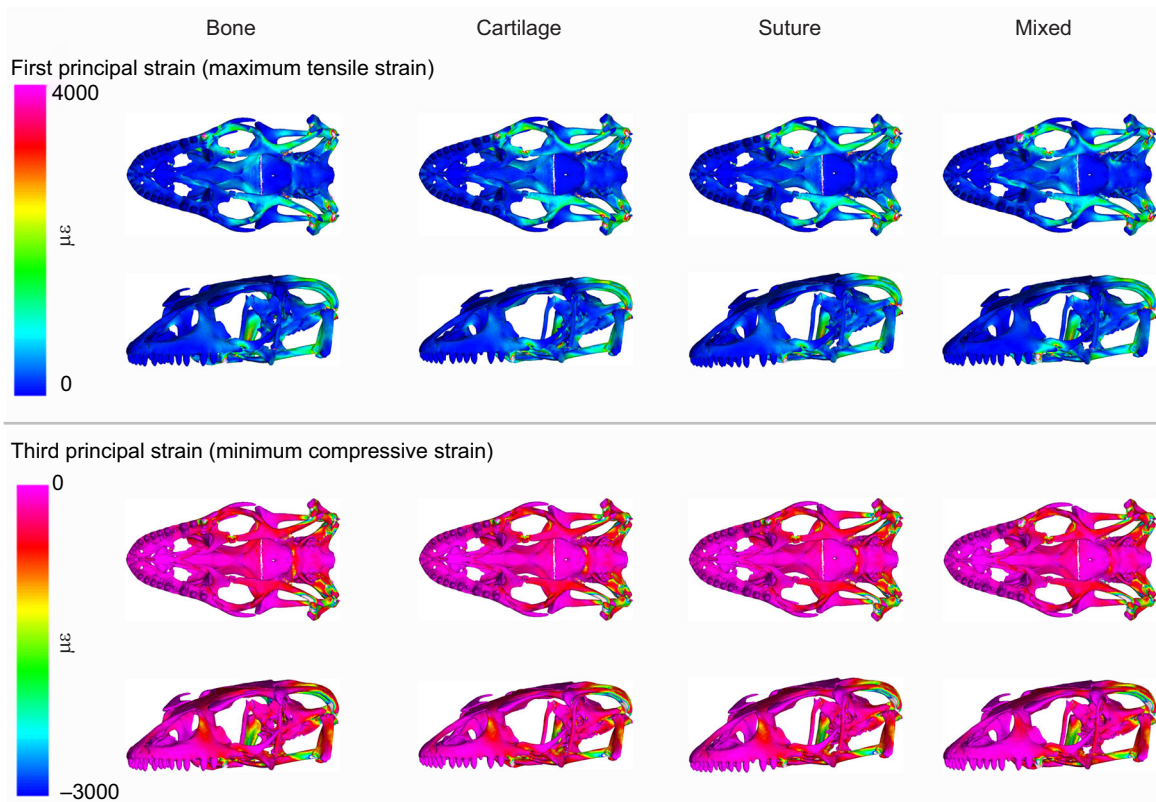 Bone Cartilage Suture Mixed
First principal strain (maximum tensile strain)
4000
με
0
Third principal strain (minimum compressive strain)
0
με
–3000